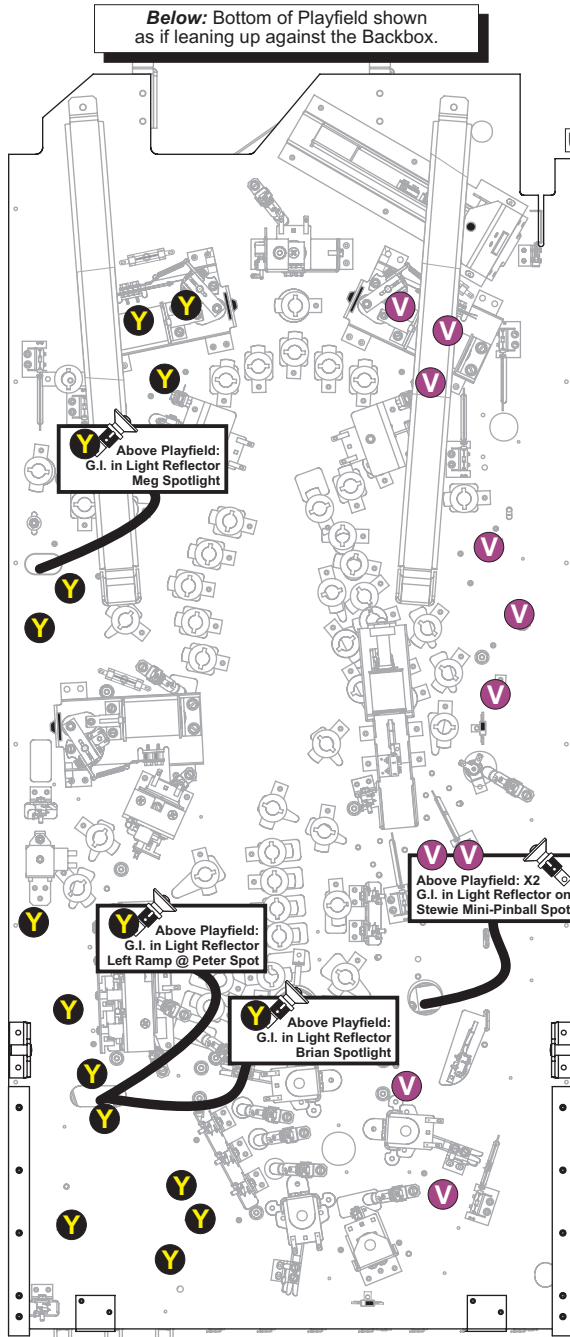 Below: Bottom of Playfield shown
as if leaning up against the Backbox.
Y
Y
V
V
Y
V
Y
Above Playfield:
G.I. in Light Reflector
Meg Spotlight
V
Y
V
Y
V
V
V
Above Playfield: X2
G.I. in Light Reflector on
Stewie Mini-Pinball Spot
Y
Y
Above Playfield:
G.I. in Light Reflector
Left Ramp @ Peter Spot
Y
Y
Above Playfield:
G.I. in Light Reflector
Brian Spotlight
Y
V
Y
Y
V
Y
Y
Y